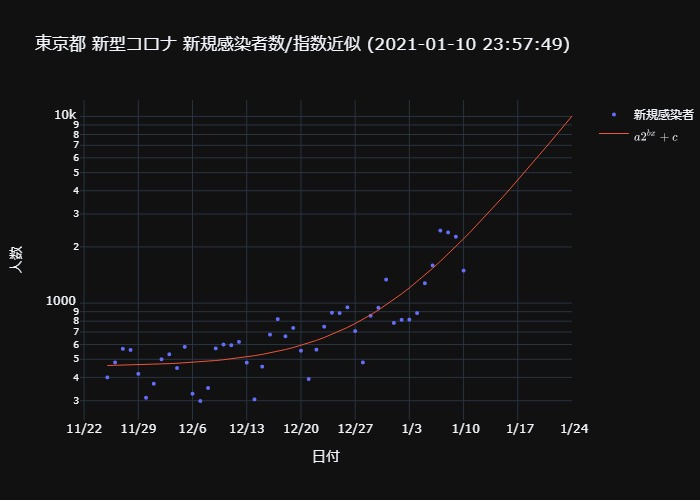 東京都 新型コロナ 新規感染者数/指数近似 (2021-01-10 23:57:49)
新規感染者
a2^{bx} + c
10k
9
8
7
6
5
4
3
2
1000
9
8
7
6
5
4
3
人数
11/22 11/29 12/6 12/13 12/20 12/27 1/3 1/10 1/17 1/24
日付